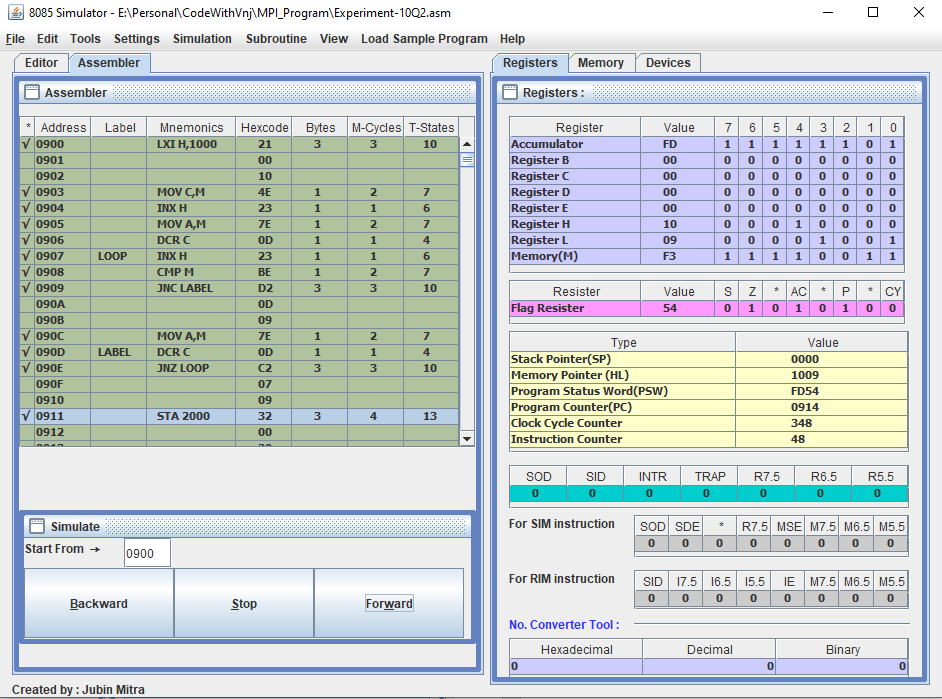 8085 Simulator - E:\Personal\CodeWithVnj\MPI_Program\Experiment-10Q2.asm
File Edit Tools Settings Simulation Subroutine View Load Sample Program Help
Editor Assembler
Assembler
* Address Label Mnemonics Hexcode Bytes M-Cycles T-States
√ 0900 LXI H,1000 21 3 3 10
0901 00
0902 10
√ 0903 MOV C,M 4E 1 2 7
√ 0904 INX H 23 1 1 6
√ 0905 MOV A,M 7E 1 2 7
√ 0906 DCR C 0D 1 1 4
√ 0907 LOOP INX H 23 1 1 6
√ 0908 CMP M BE 1 2 7
√ 0909 JNC LABEL D2 3 3 10
090A 0D
090B 09
√ 090C MOV A,M 7E 1 2 7
√ 090D LABEL DCR C 0D 1 1 4
√ 090E JNZ LOOP C2 3 3 10
090F 07
0910 09
√ 0911 STA 2000 32 3 4 13
0912 00
Simulate
Start From → 0900
Backward Stop Forward
Created by : Jubin Mitra
Registers Memory Devices
Registers :
Register Value 7 6 5 4 3 2 1 0
Accumulator FD 1 1 1 1 1 1 0 1
Register B 00 0 0 0 0 0 0 0 0
Register C 00 0 0 0 0 0 0 0 0
Register D 00 0 0 0 0 0 0 0 0
Register E 00 0 0 0 0 0 0 0 0
Register H 10 0 0 0 1 0 0 0 0
Register L 09 0 0 0 0 1 0 0 1
Memory(M) F3 1 1 1 1 0 0 1 1
Resister Value S Z * AC * P * CY
Flag Resister 54 0 1 0 1 0 1 0 0
Type Value
Stack Pointer(SP) 0000
Memory Pointer (HL) 1009
Program Status Word(PSW) FD54
Program Counter(PC) 0914
Clock Cycle Counter 348
Instruction Counter 48
SOD SID INTR TRAP R7.5 R6.5 R5.5
0 0 0 0 0 0 0
For SIM instruction SOD SDE * R7.5 MSE M7.5 M6.5 M5.5
0 0 0 0 0 0 0 0
For RIM instruction SID I7.5 I6.5 I5.5 IE M7.5 M6.5 M5.5
0 0 0 0 0 0 0 0
No. Converter Tool :
Hexadecimal Decimal Binary
0 0 0